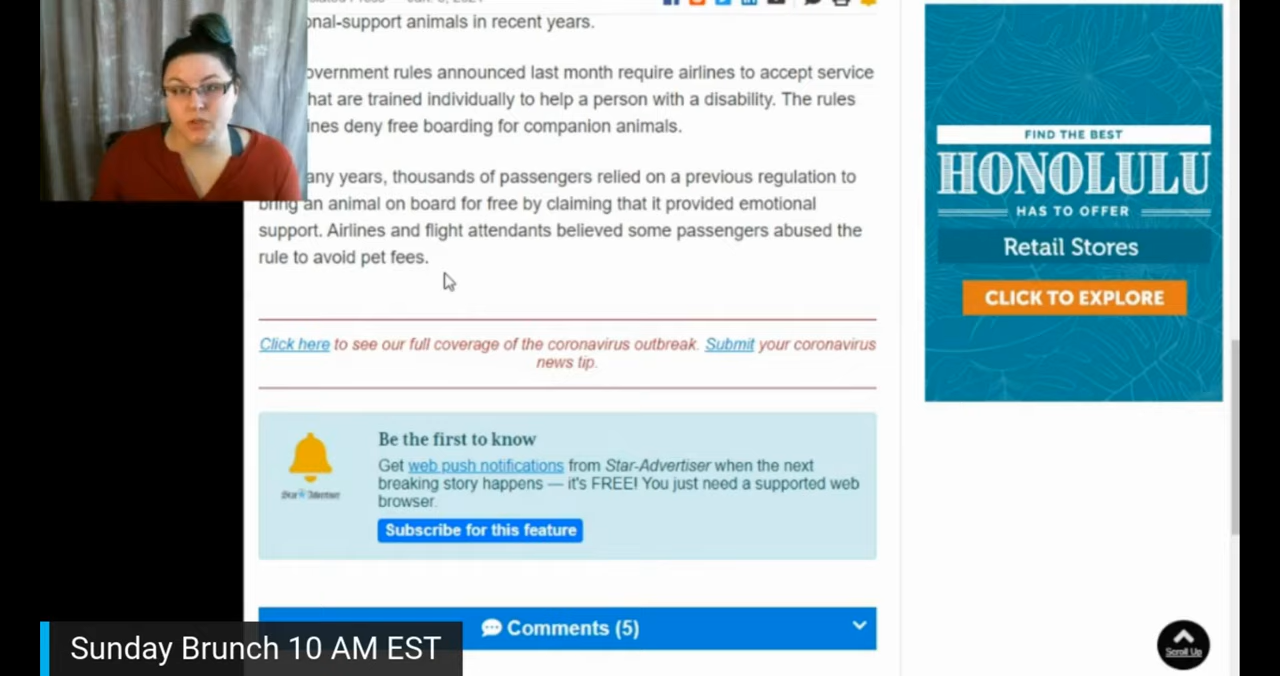 onal-support animals in recent years.
overnment rules announced last month require airlines to accept service
hat are trained individually to help a person with a disability. The rules
ines deny free boarding for companion animals.
any years, thousands of passengers relied on a previous regulation to
bring an animal on board for free by claiming that it provided emotional
support. Airlines and flight attendants believed some passengers abused the
rule to avoid pet fees.
Click here to see our full coverage of the coronavirus outbreak. Submit your coronavirus
news tip.
Be the first to know
Get web push notifications from Star-Advertiser when the next
breaking story happens — it's FREE! You just need a supported web
browser.
Star Advertiser
Subscribe for this feature
Comments (5)
Sunday Brunch 10 AM EST
FIND THE BEST
HONOLULU
HAS TO OFFER
Retail Stores
CLICK TO EXPLORE
Scroll Up